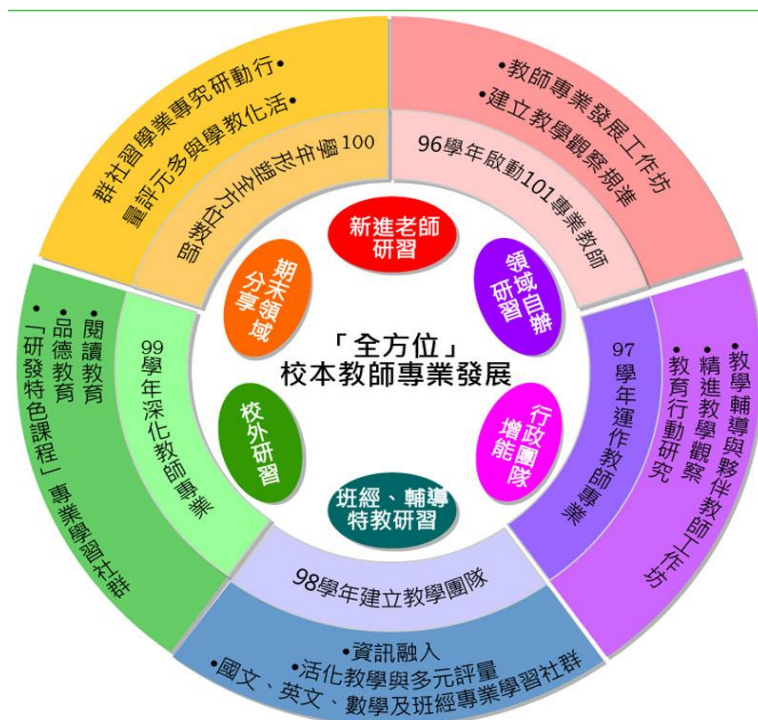 「全方位」
校本教師專業發展
新進老師
研習
領域自辦
研習
行政團隊
增能
班經、輔導
特教研習
校外研習
期末領域
分享
96學年啟動101專業教師
•教師專業發展工作坊
•建立教學觀察規準
97學年運作教師專業
•教學輔導與夥伴教師工作坊
•精進教學觀察
•教育行動研究
98學年建立教學團隊
•資訊融入
•活化教學與多元評量
•國文、英文、數學及班經專業學習社群
99學年深化教師專業
•閱讀教育
•品德教育
•「研發特色課程」專業學習社群
100學年形塑全方位教師
•行動研究專業學習社群
•活化教學與多元評量